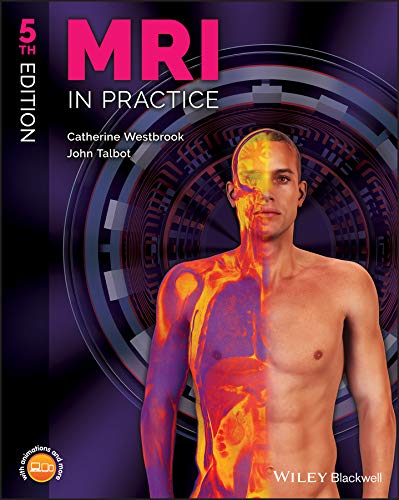 5TH EDITION
MRI
IN PRACTICE
Catherine Westbrook
John Talbot
with animations and more
WILEY Blackwell